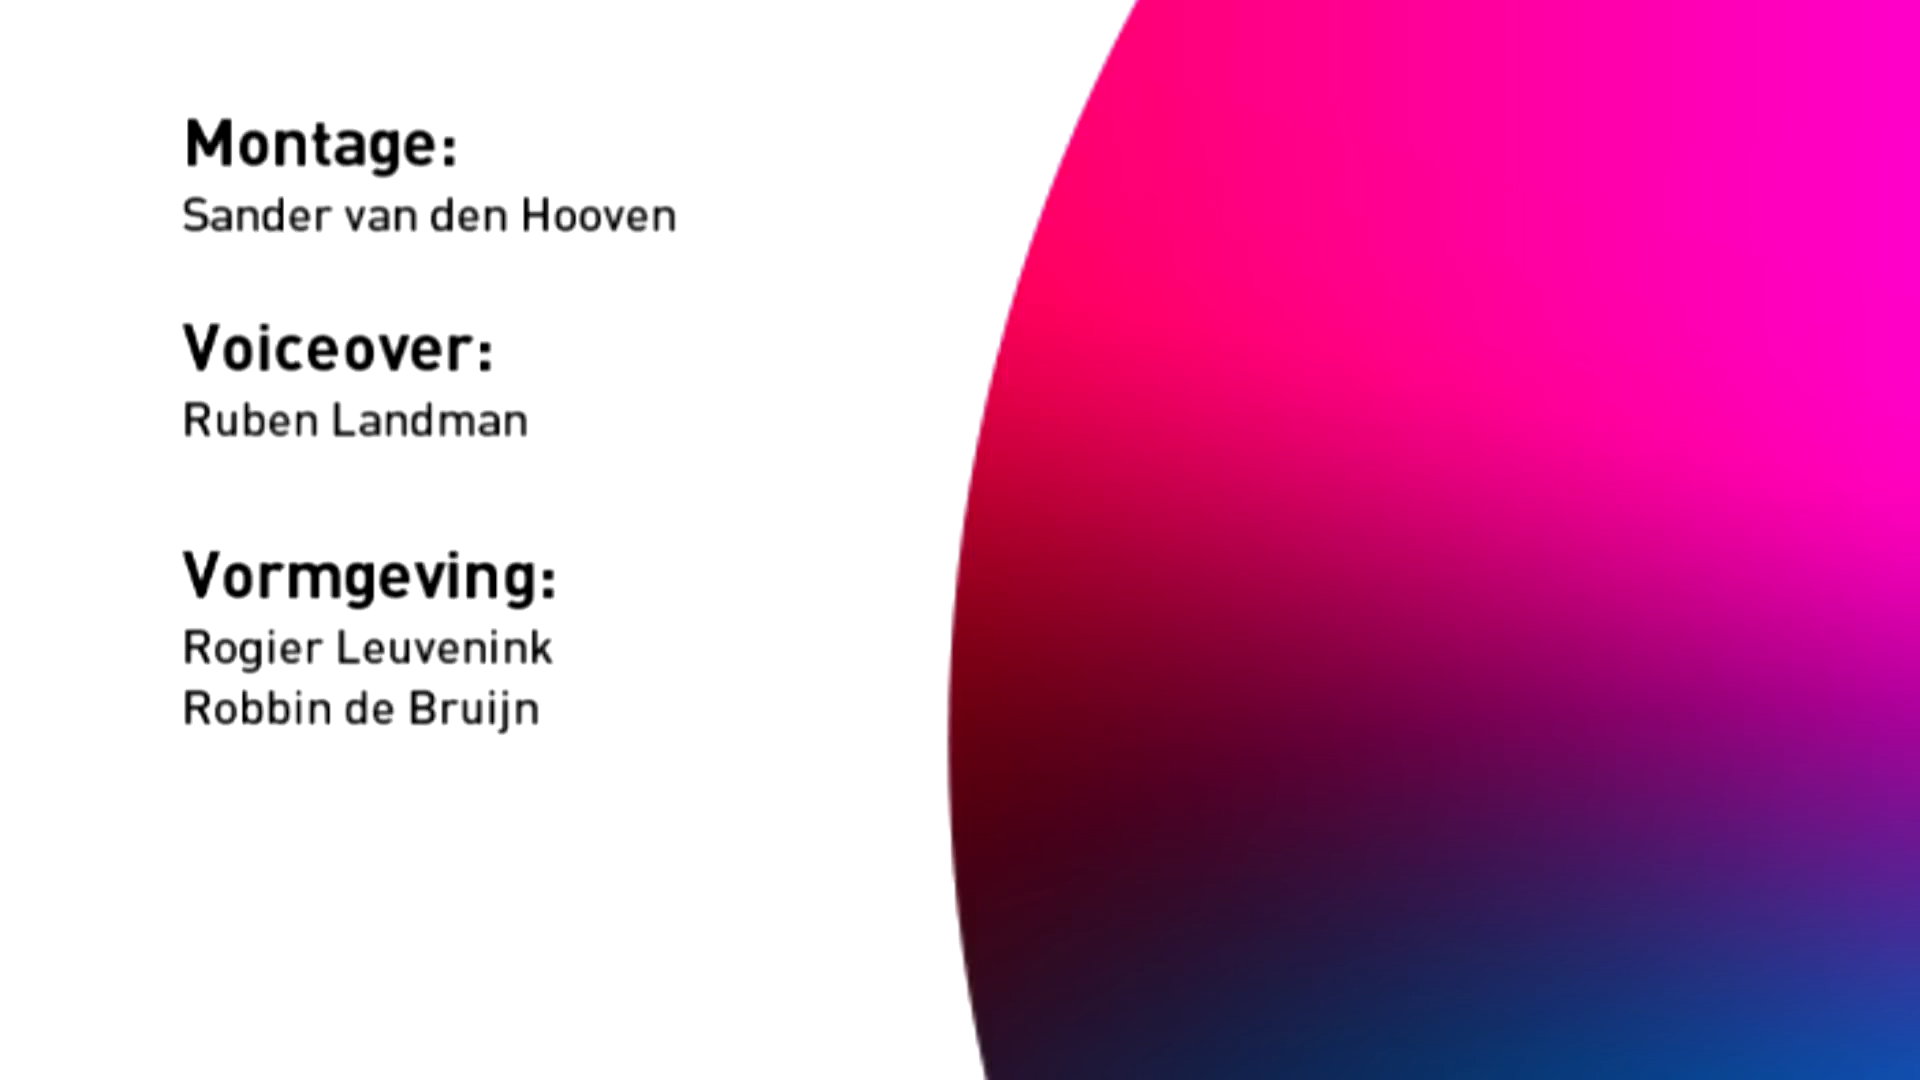 Montage:
Sander van den Hooven
Voiceover:
Ruben Landman
Vormgeving:
Rogier Leuvenink
Robbin de Bruijn